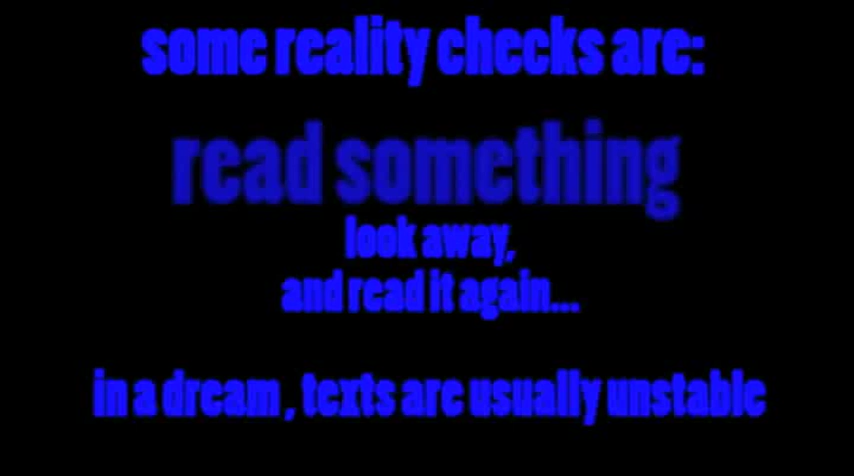 some reality checks are:
read something
look away,
and read it again...
in a dream , texts are usually unstable